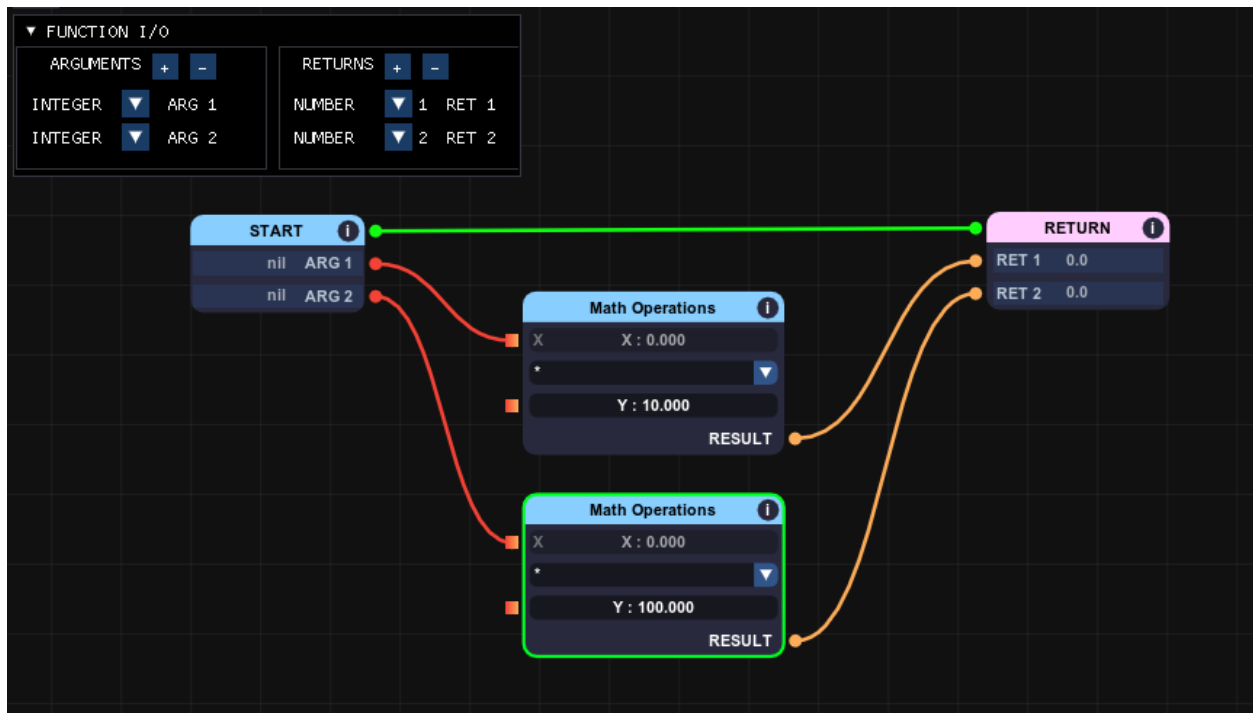 ▼ FUNCTION I/O
ARGUMENTS + -
RETURNS + -
INTEGER ▼ ARG 1
NUMBER ▼ 1 RET 1
INTEGER ▼ ARG 2
NUMBER ▼ 2 RET 2
START i
nil ARG 1
nil ARG 2
RETURN i
RET 1 0.0
RET 2 0.0
Math Operations i
X X : 0.000
* ▼
Y : 10.000
RESULT
Math Operations i
X X : 0.000
* ▼
Y : 100.000
RESULT